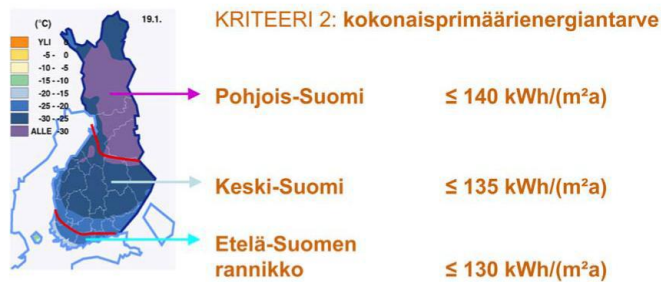 KRITEERI 2: kokonaisprimäärienergiantarve
(°C)
19.1.
YLI 0
-5 - 0
-10 - -5
-15 - -10
-20 - -15
-25 - -20
-30 - -25
ALLE -30
Pohjois-Suomi ≤ 140 kWh/(m²a)
Keski-Suomi ≤ 135 kWh/(m²a)
Etelä-Suomen
rannikko ≤ 130 kWh/(m²a)